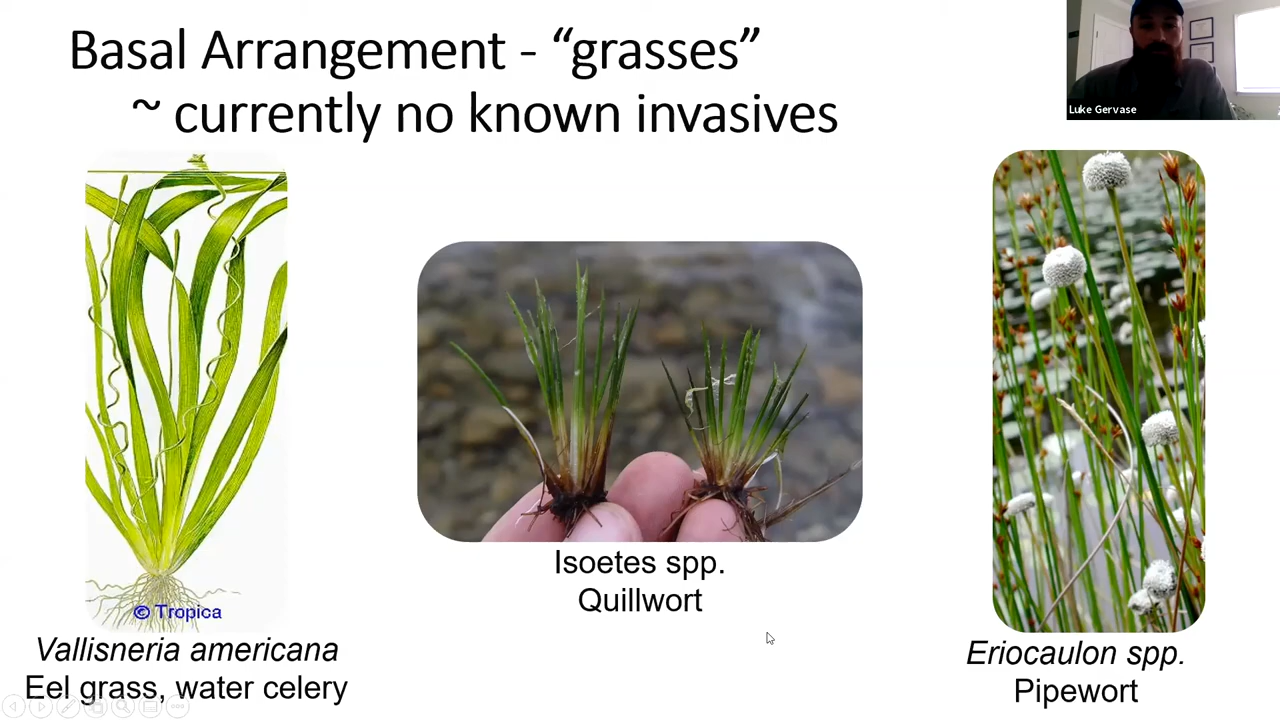 Basal Arrangement - “grasses”
~ currently no known invasives
Luke Gervase
© Tropica
Vallisneria americana
Eel grass, water celery
Isoetes spp.
Quillwort
Eriocaulon spp.
Pipewort